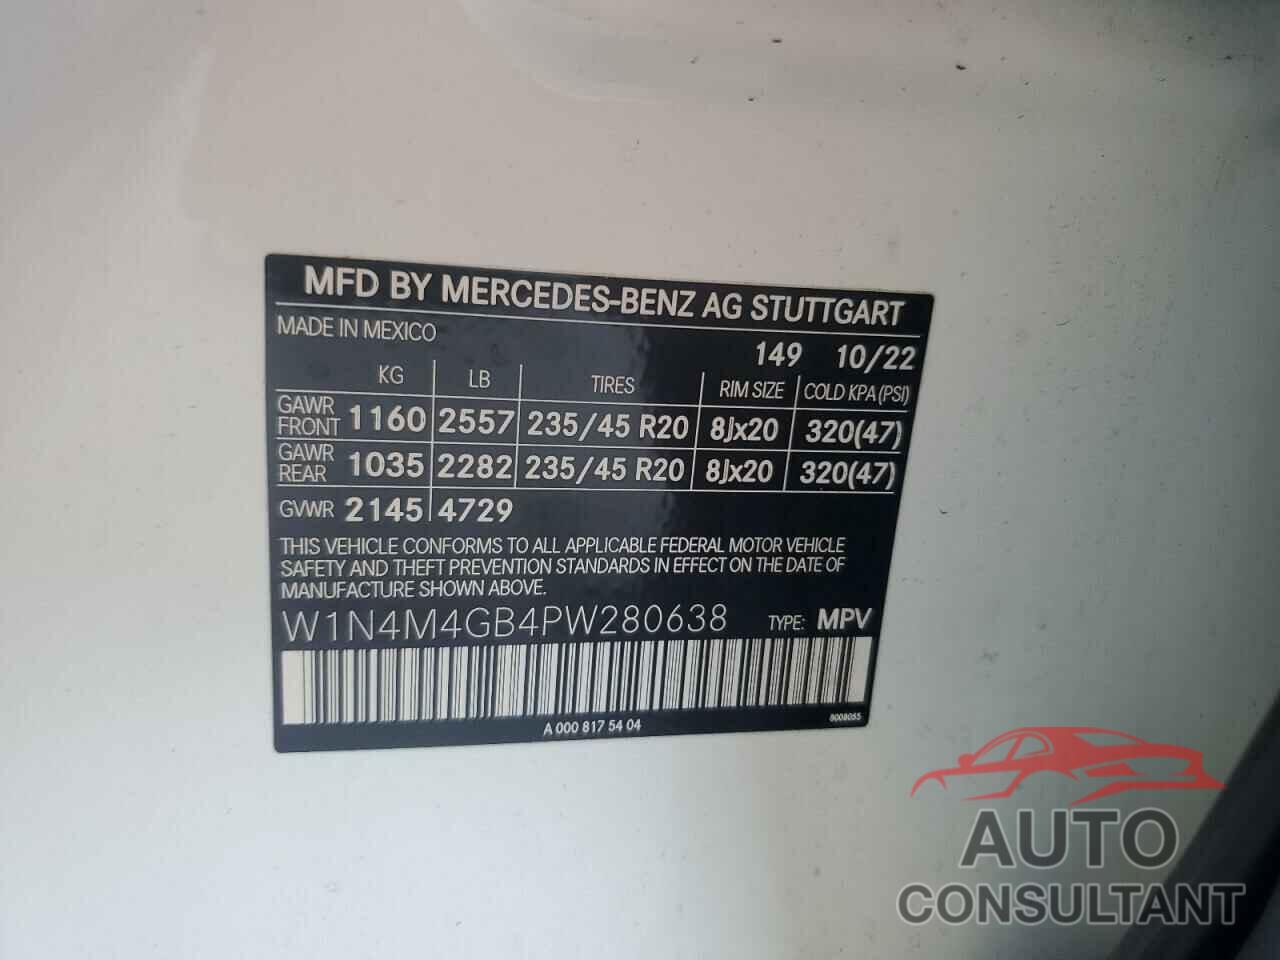 MFD BY MERCEDES-BENZ AG STUTTGART
MADE IN MEXICO
149 10/22
KG LB TIRES RIM SIZE COLD KPA (PSI)
GAWR FRONT 1160 2557 235/45 R20 8Jx20 320(47)
GAWR REAR 1035 2282 235/45 R20 8Jx20 320(47)
GVWR 2145 4729
THIS VEHICLE CONFORMS TO ALL APPLICABLE FEDERAL MOTOR VEHICLE
SAFETY AND THEFT PREVENTION STANDARDS IN EFFECT ON THE DATE OF
MANUFACTURE SHOWN ABOVE.
W1N4M4GB4PW280638 TYPE: MPV
A 000 817 54 04
8008055
AUTO
CONSULTANT